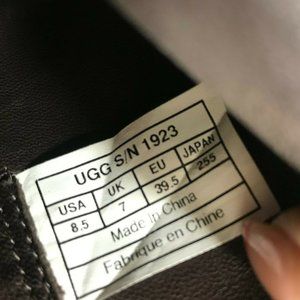 UGG S/N 1923
USA UK EU JAPAN
8.5 7 39.5 255
Made in China
Fabriqué en Chine